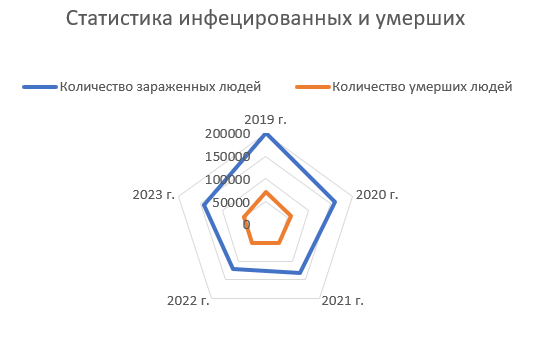 Статистика инфецированных и умерших
Количество зараженных людей
Количество умерших людей
2019 г.
200000
150000
100000
50000
0
2020 г.
2021 г.
2022 г.
2023 г.